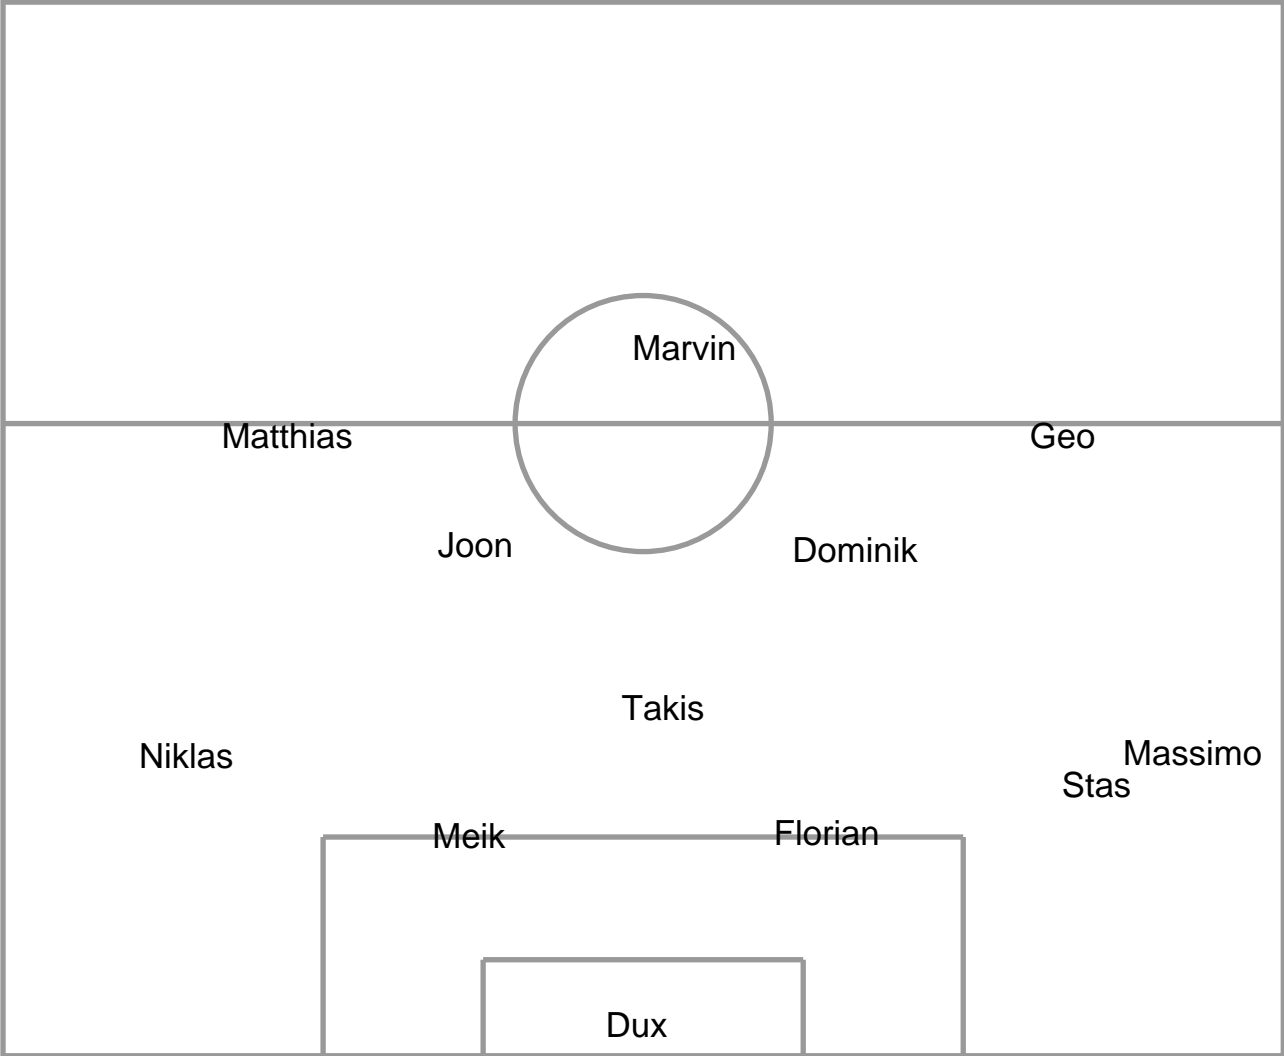 Marvin
Matthias
Geo
Joon
Dominik
Takis
Niklas
Massimo
Stas
Meik
Florian
Dux